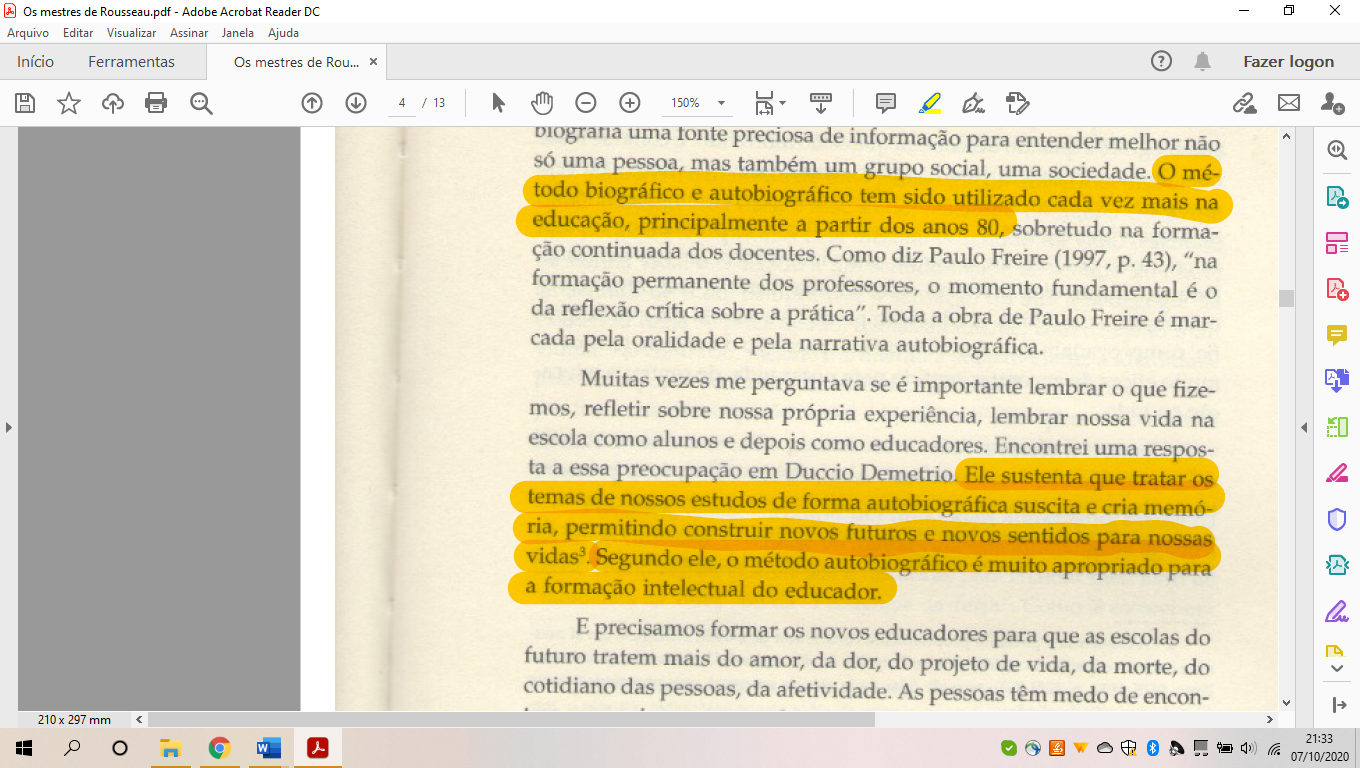 Os mestres de Rousseau.pdf - Adobe Acrobat Reader DC
Arquivo Editar Visualizar Assinar Janela Ajuda
Início Ferramentas Os mestres de Rou... × Fazer logon
4 / 13 150%
biografia uma fonte preciosa de informação para entender melhor não
só uma pessoa, mas também um grupo social, uma sociedade. O mé-
todo biográfico e autobiográfico tem sido utilizado cada vez mais na
educação, principalmente a partir dos anos 80, sobretudo na forma-
ção continuada dos docentes. Como diz Paulo Freire (1997, p. 43), “na
formação permanente dos professores, o momento fundamental é o
da reflexão crítica sobre a prática”. Toda a obra de Paulo Freire é mar-
cada pela oralidade e pela narrativa autobiográfica.
Muitas vezes me perguntava se é importante lembrar o que fize-
mos, refletir sobre nossa própria experiência, lembrar nossa vida na
escola como alunos e depois como educadores. Encontrei uma respos-
ta a essa preocupação em Duccio Demetrio. Ele sustenta que tratar os
temas de nossos estudos de forma autobiográfica suscita e cria memó-
ria, permitindo construir novos futuros e novos sentidos para nossas
vidas³. Segundo ele, o método autobiográfico é muito apropriado para
a formação intelectual do educador.
E precisamos formar os novos educadores para que as escolas do
futuro tratem mais do amor, da dor, do projeto de vida, da morte, do
cotidiano das pessoas, da afetividade. As pessoas têm medo de encon-
210 x 297 mm
21:33
07/10/2020